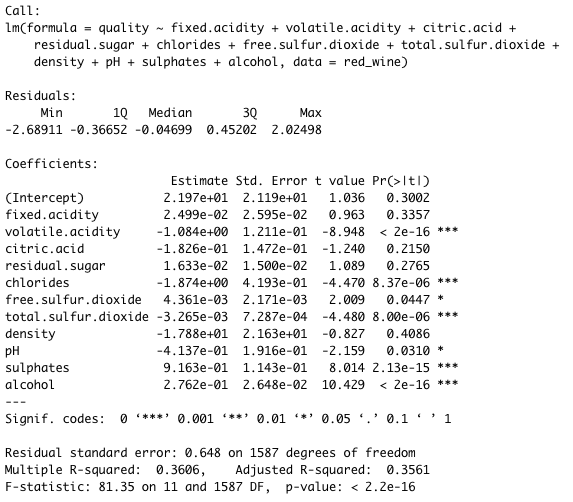 Call:
lm(formula = quality ~ fixed.acidity + volatile.acidity + citric.acid +
    residual.sugar + chlorides + free.sulfur.dioxide + total.sulfur.dioxide +
    density + pH + sulphates + alcohol, data = red_wine)

Residuals:
     Min       1Q   Median       3Q      Max
-2.68911 -0.36652 -0.04699  0.45202  2.02498

Coefficients:
                       Estimate Std. Error t value Pr(>|t|)
(Intercept)           2.197e+01  2.119e+01   1.036   0.3002
fixed.acidity         2.499e-02  2.595e-02   0.963   0.3357
volatile.acidity     -1.084e+00  1.211e-01  -8.948  < 2e-16 ***
citric.acid          -1.826e-01  1.472e-01  -1.240   0.2150
residual.sugar        1.633e-02  1.500e-02   1.089   0.2765
chlorides            -1.874e+00  4.193e-01  -4.470 8.37e-06 ***
free.sulfur.dioxide   4.361e-03  2.171e-03   2.009   0.0447 *
total.sulfur.dioxide -3.265e-03  7.287e-04  -4.480 8.00e-06 ***
density              -1.788e+01  2.163e+01  -0.827   0.4086
pH                   -4.137e-01  1.916e-01  -2.159   0.0310 *
sulphates             9.163e-01  1.143e-01   8.014 2.13e-15 ***
alcohol               2.762e-01  2.648e-02  10.429  < 2e-16 ***
---
Signif. codes:  0 ‘***’ 0.001 ‘**’ 0.01 ‘*’ 0.05 ‘.’ 0.1 ‘ ’ 1

Residual standard error: 0.648 on 1587 degrees of freedom
Multiple R-squared:  0.3606,    Adjusted R-squared:  0.3561
F-statistic: 81.35 on 11 and 1587 DF,  p-value: < 2.2e-16